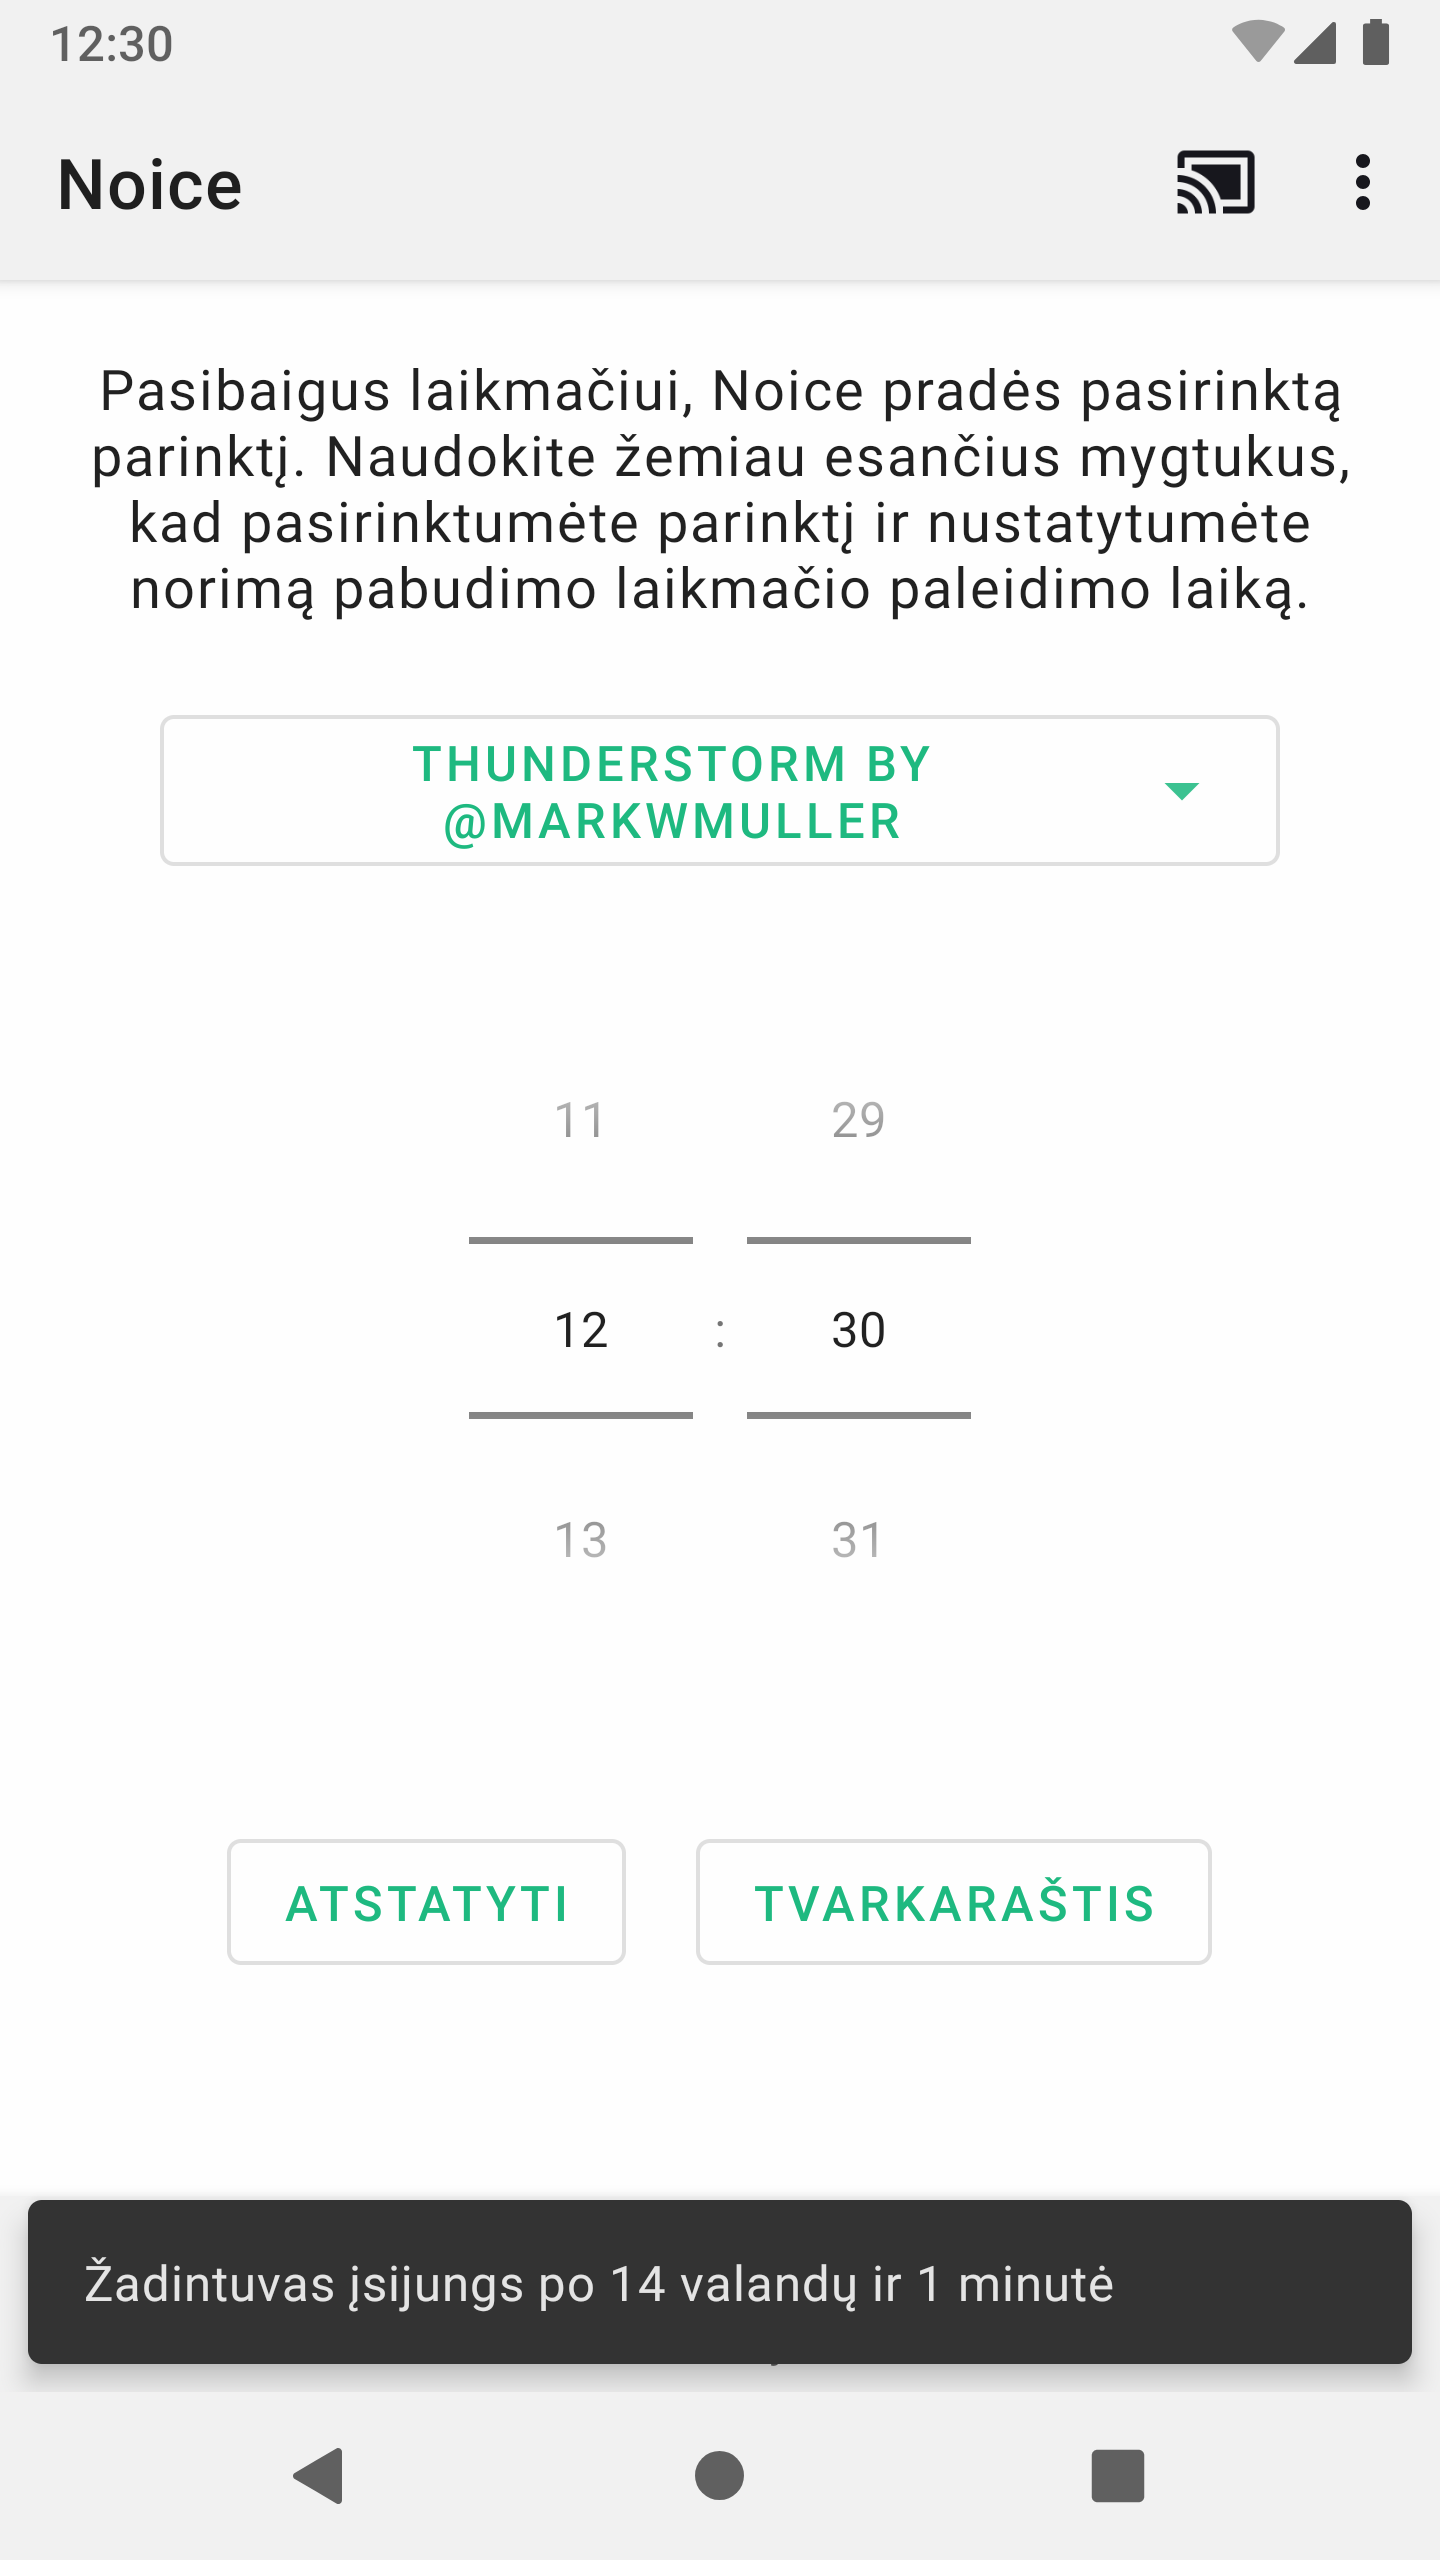 12:30
Noice
Pasibaigus laikmačiui, Noice pradės pasirinktą
parinktį. Naudokite žemiau esančius mygtukus,
kad pasirinktumėte parinktį ir nustatytumėte
norimą pabudimo laikmačio paleidimo laiką.
THUNDERSTORM BY
@MARKWMULLER
11 29
12 : 30
13 31
ATSTATYTI TVARKARAŠTIS
Žadintuvas įsijungs po 14 valandų ir 1 minutė